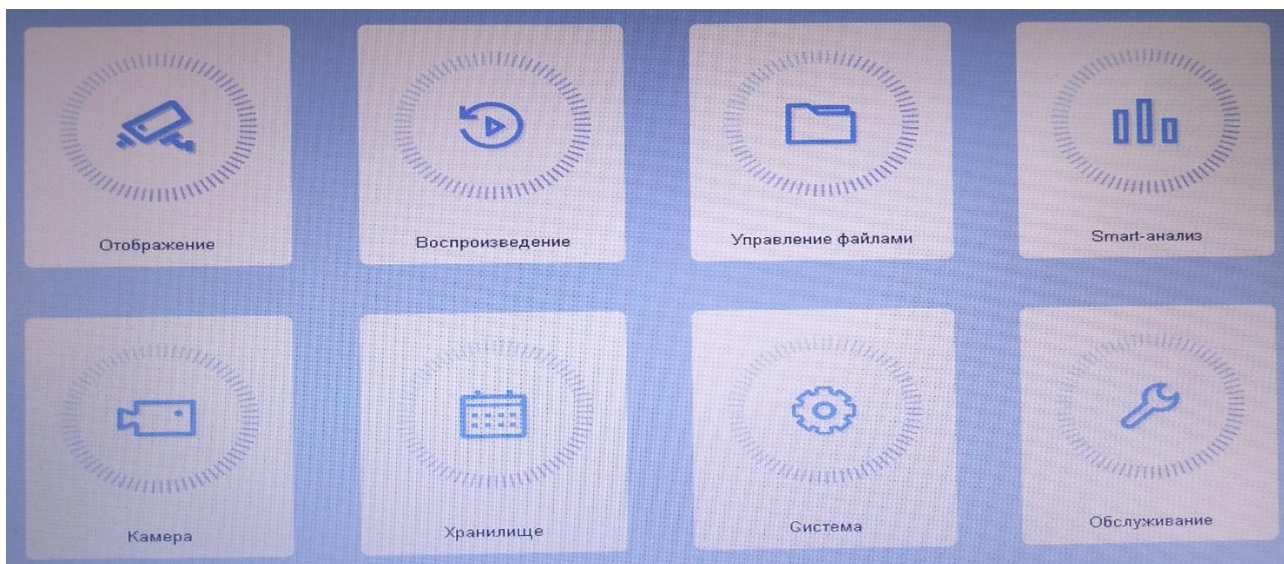 Отображение
Воспроизведение
Управление файлами
Smart-анализ
Камера
Хранилище
Система
Обслуживание